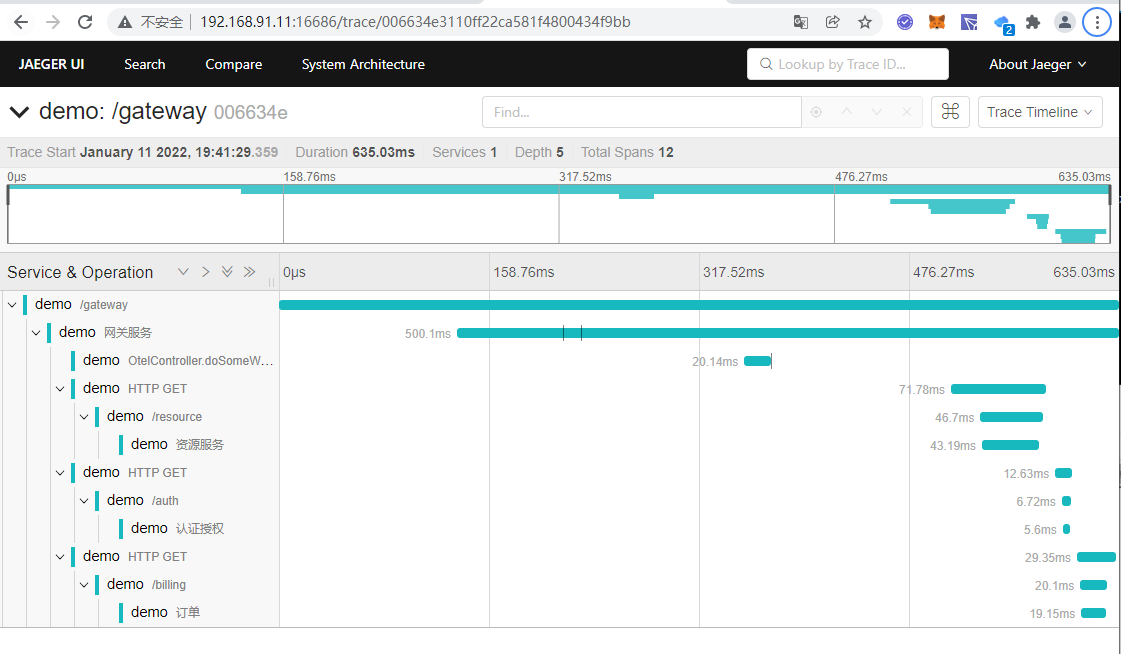 不安全 192.168.91.11:16686/trace/006634e3110ff22ca581f4800434f9bb 2
JAEGER UI Search Compare System Architecture Lookup by Trace ID... About Jaeger
demo: /gateway 006634e Find... ⌘ Trace Timeline
Trace Start January 11 2022, 19:41:29.359 Duration 635.03ms Services 1 Depth 5 Total Spans 12
0μs 158.76ms 317.52ms 476.27ms 635.03ms
Service & Operation 0μs 158.76ms 317.52ms 476.27ms 635.03ms
demo /gateway
demo 网关服务 500.1ms
demo OtelController.doSomeW... 20.14ms
demo HTTP GET 71.78ms
demo /resource 46.7ms
demo 资源服务 43.19ms
demo HTTP GET 12.63ms
demo /auth 6.72ms
demo 认证授权 5.6ms
demo HTTP GET 29.35ms
demo /billing 20.1ms
demo 订单 19.15ms